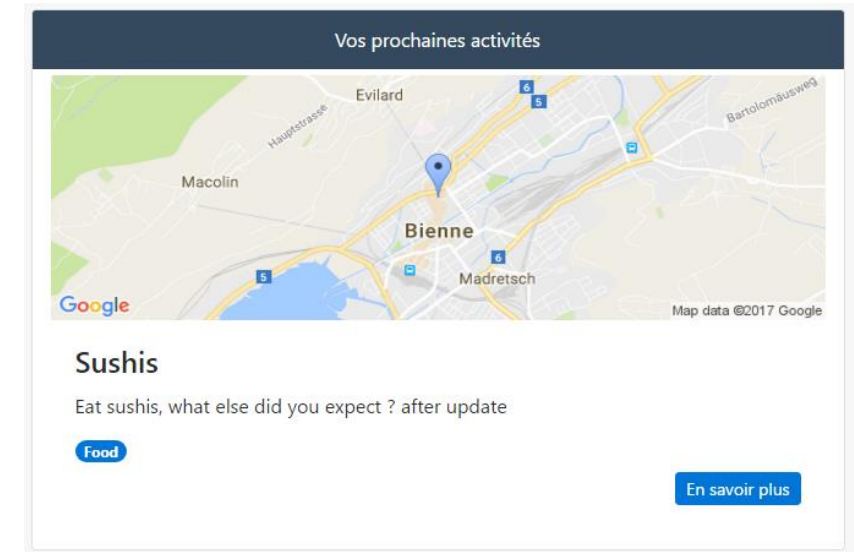 Vos prochaines activités
Evilard
6
5
Bartolomäusweg
Hauptstrasse
Macolin
Bienne
6
5
Madretsch
Google
Map data ©2017 Google
Sushis
Eat sushis, what else did you expect ? after update
Food
En savoir plus